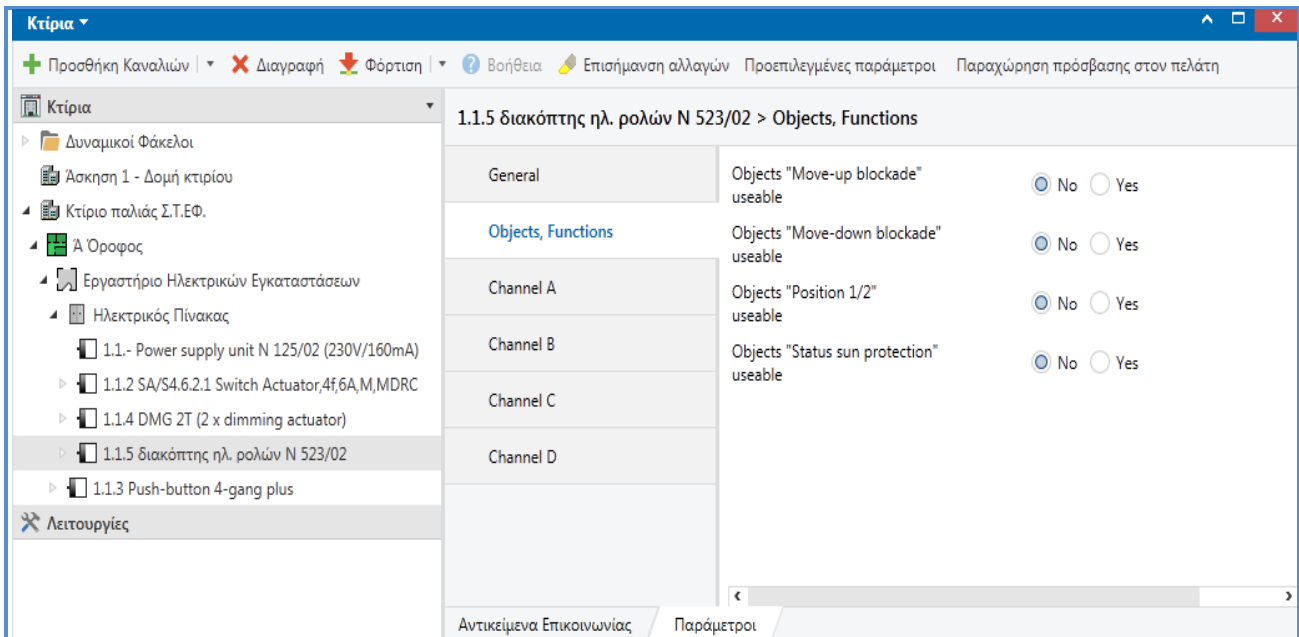 Κτίρια
Προσθήκη Καναλιών Διαγραφή Φόρτιση Βοήθεια Επισήμανση αλλαγών Προεπιλεγμένες παράμετροι Παραχώρηση πρόσβασης στον πελάτη
Κτίρια
Δυναμικοί Φάκελοι
Άσκηση 1 - Δομή κτιρίου
Κτίριο παλιάς Σ.Τ.ΕΦ.
Ά Όροφος
Εργαστήριο Ηλεκτρικών Εγκαταστάσεων
Ηλεκτρικός Πίνακας
1.1.- Power supply unit N 125/02 (230V/160mA)
1.1.2 SA/S4.6.2.1 Switch Actuator,4f,6A,M,MDRC
1.1.4 DMG 2T (2 x dimming actuator)
1.1.5 διακόπτης ηλ. ρολών N 523/02
1.1.3 Push-button 4-gang plus
Λειτουργίες
1.1.5 διακόπτης ηλ. ρολών N 523/02 > Objects, Functions
General
Objects, Functions
Channel A
Channel B
Channel C
Channel D
Objects "Move-up blockade"
useable
No Yes
Objects "Move-down blockade"
useable
No Yes
Objects "Position 1/2"
useable
No Yes
Objects "Status sun protection"
useable
No Yes
Αντικείμενα Επικοινωνίας Παράμετροι